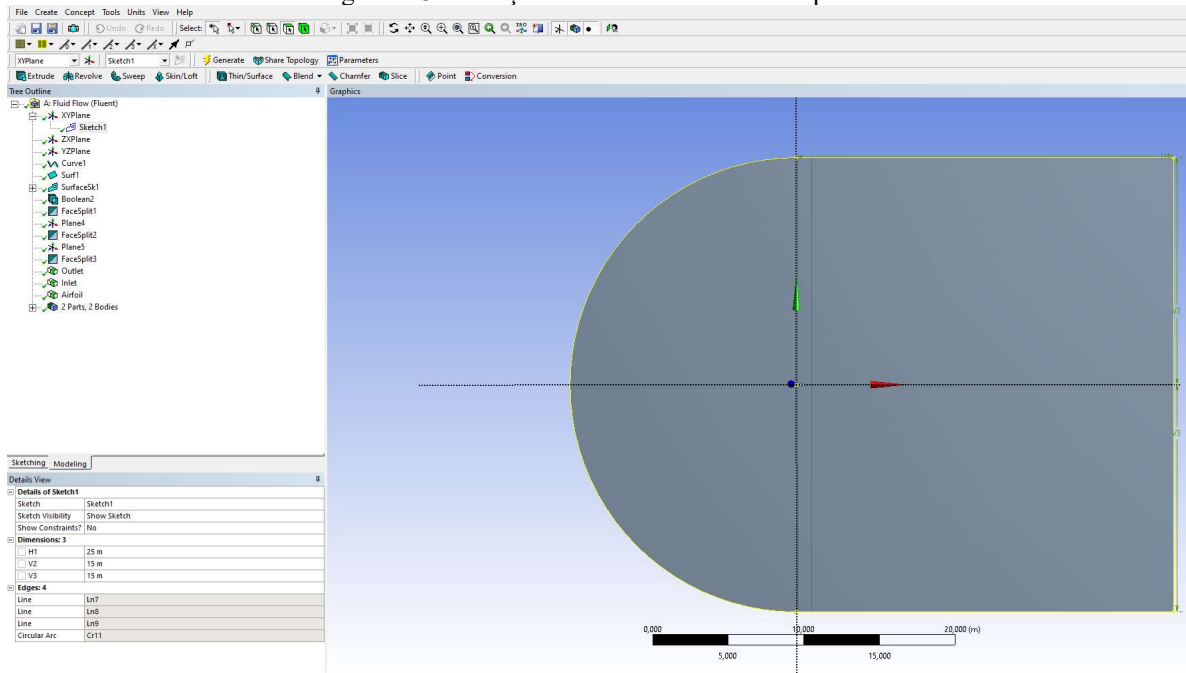 File Create Concept Tools Units View Help
Undo Redo Select:
XYPlane Sketch1 Generate Share Topology Parameters
Extrude Revolve Sweep Skin/Loft Thin/Surface Blend Chamfer Slice Point Conversion
Tree Outline
Graphics
A: Fluid Flow (Fluent)
XYPlane
Sketch1
ZXPlane
YZPlane
Curve1
Surf1
SurfaceSk1
Boolean2
FaceSplit1
Plane4
FaceSplit2
Plane5
FaceSplit3
Outlet
Inlet
Airfoil
2 Parts, 2 Bodies
V2
V3
Sketching Modeling
Details View
Details of Sketch1
Sketch Sketch1
Sketch Visibility Show Sketch
Show Constraints? No
Dimensions: 3
H1 25 m
V2 15 m
V3 15 m
Edges: 4
Line Ln7
Line Ln8
Line Ln9
Circular Arc Cr11
0,000 10,000 20,000 (m)
5,000 15,000